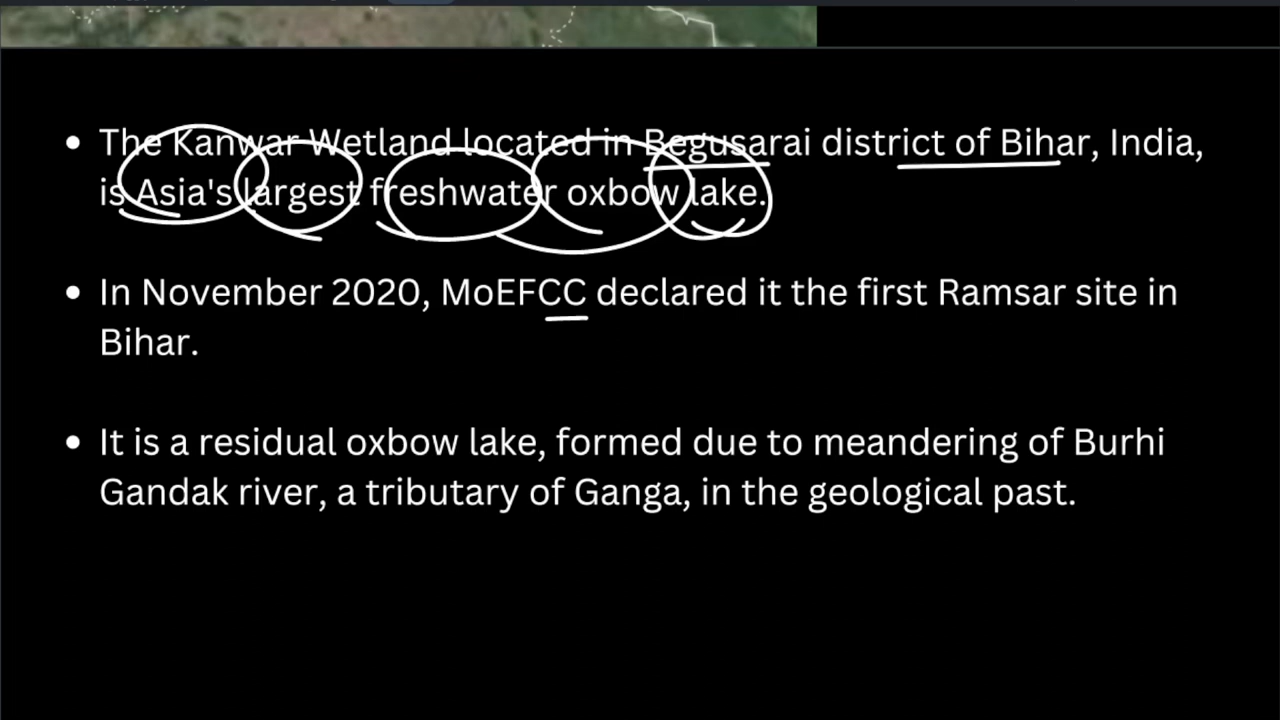 • The Kanwar Wetland located in Begusarai district of Bihar, India,
is Asia's largest freshwater oxbow lake.
• In November 2020, MoEFCC declared it the first Ramsar site in
Bihar.
• It is a residual oxbow lake, formed due to meandering of Burhi
Gandak river, a tributary of Ganga, in the geological past.